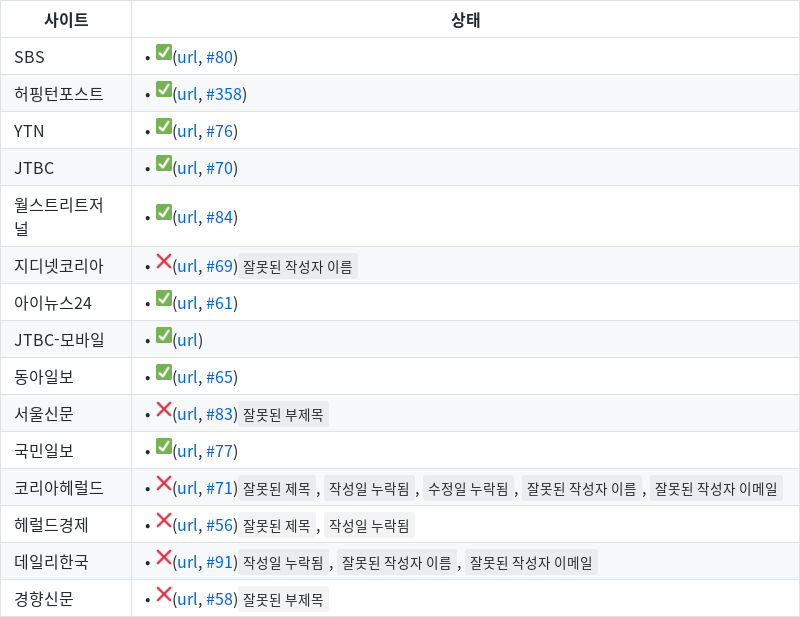 사이트 상태
SBS • ✅(url, #80)
허핑턴포스트 • ✅(url, #358)
YTN • ✅(url, #76)
JTBC • ✅(url, #70)
월스트리트저
널 • ✅(url, #84)
지디넷코리아 • ❌(url, #69) 잘못된 작성자 이름
아이뉴스24 • ✅(url, #61)
JTBC-모바일 • ✅(url)
동아일보 • ✅(url, #65)
서울신문 • ❌(url, #83) 잘못된 부제목
국민일보 • ✅(url, #77)
코리아헤럴드 • ❌(url, #71) 잘못된 제목 , 작성일 누락됨 , 수정일 누락됨 , 잘못된 작성자 이름 , 잘못된 작성자 이메일
헤럴드경제 • ❌(url, #56) 잘못된 제목 , 작성일 누락됨
데일리한국 • ❌(url, #91) 작성일 누락됨 , 잘못된 작성자 이름 , 잘못된 작성자 이메일
경향신문 • ❌(url, #58) 잘못된 부제목